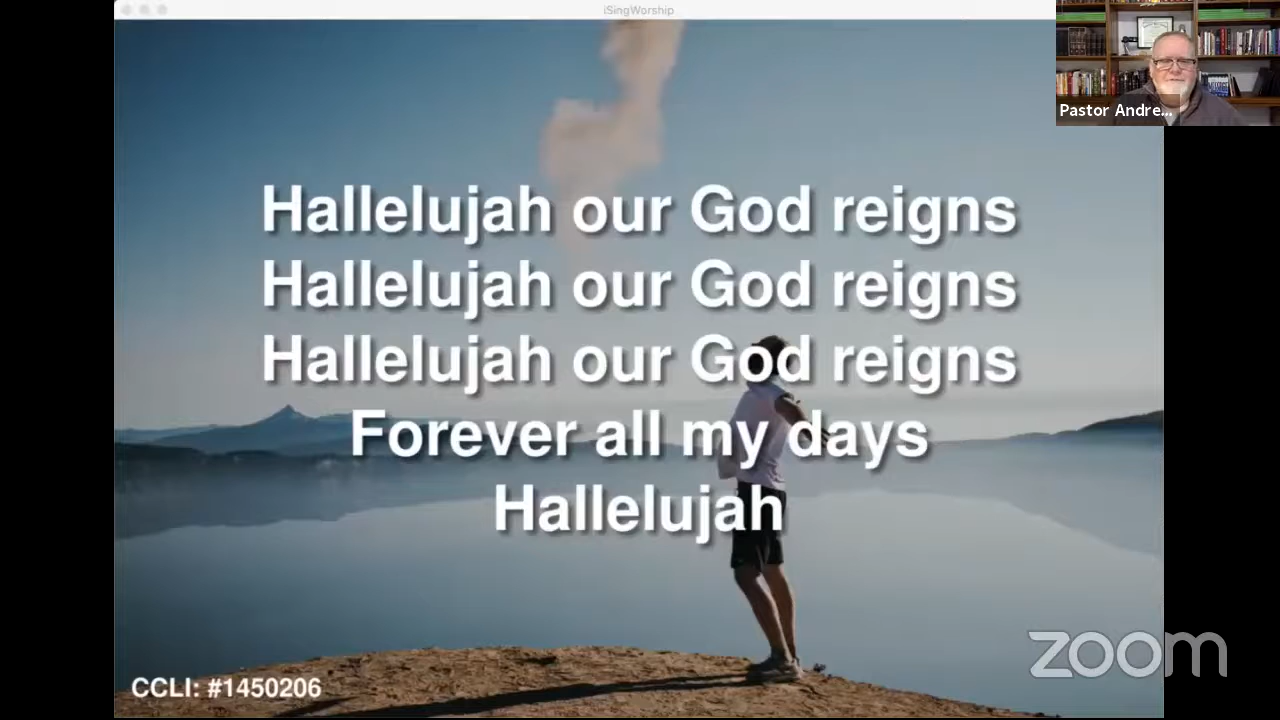 iSingWorship
Pastor Andre...
Hallelujah our God reigns
Hallelujah our God reigns
Hallelujah our God reigns
Forever all my days
Hallelujah
CCLI: #1450206
zoom